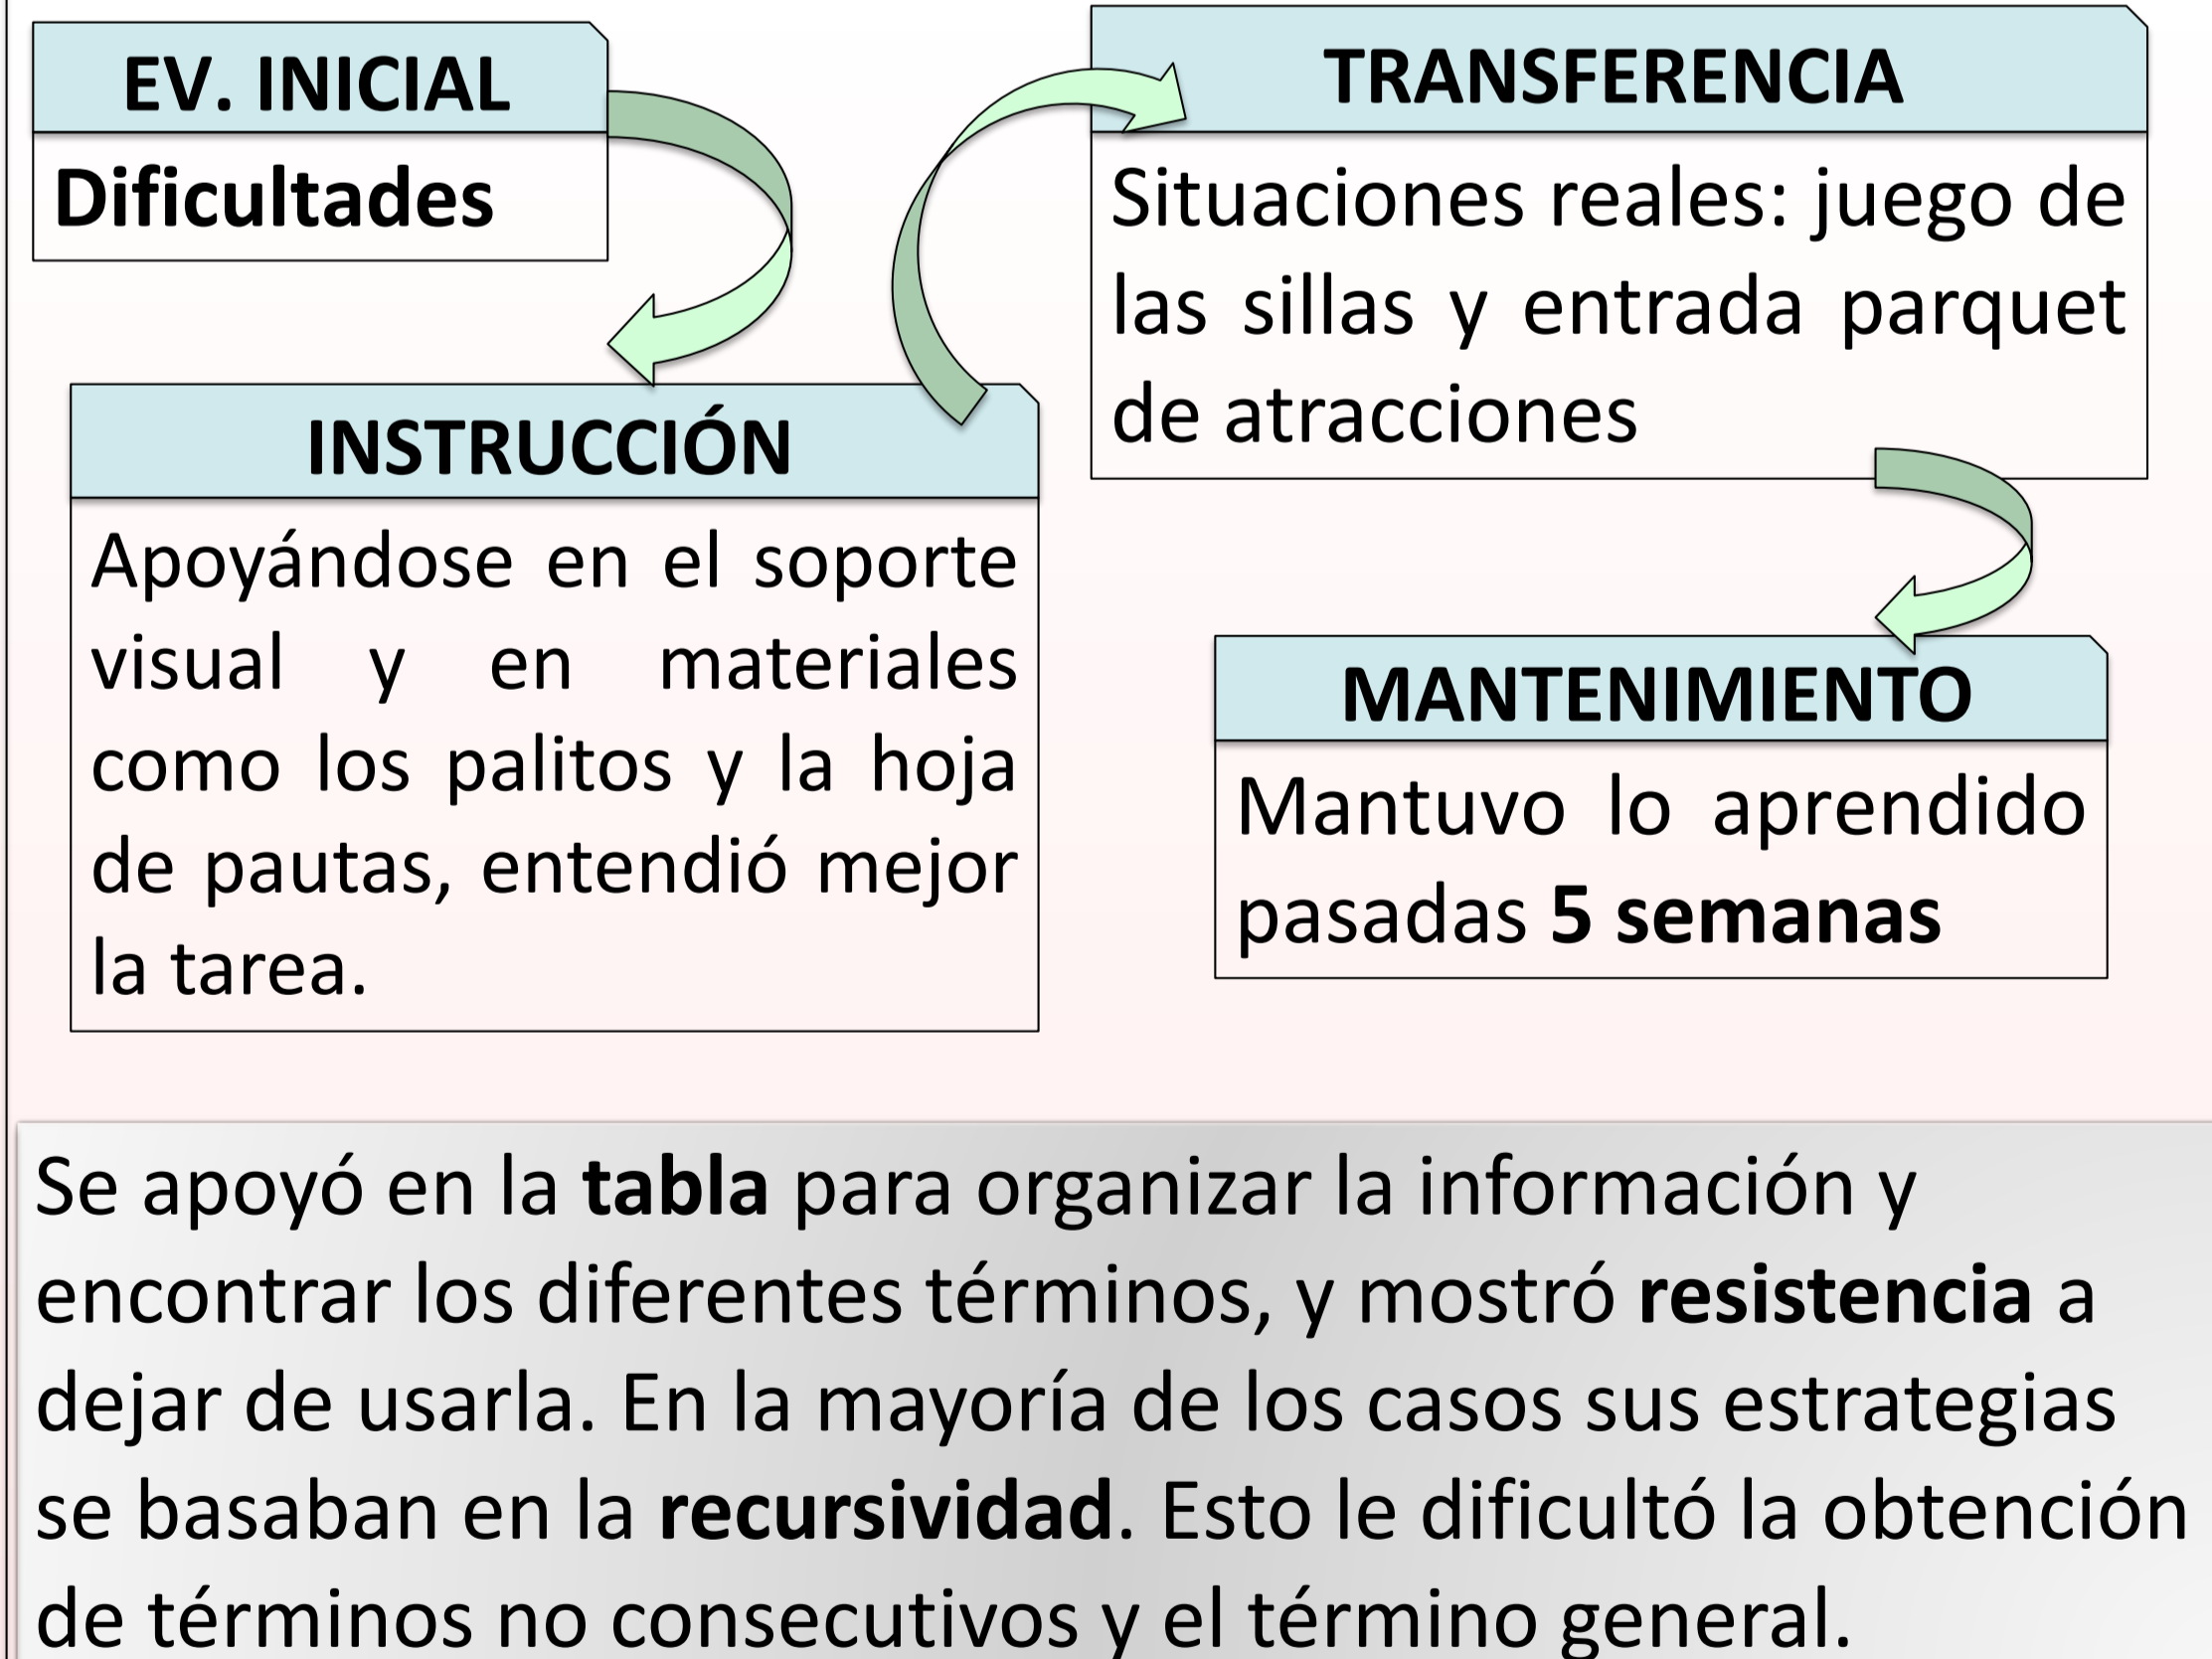 EV. INICIAL
Dificultades
INSTRUCCIÓN
Apoyándose en el soporte
visual y en materiales
como los palitos y la hoja
de pautas, entendió mejor
la tarea.
TRANSFERENCIA
Situaciones reales: juego de
las sillas y entrada parquet
de atracciones
MANTENIMIENTO
Mantuvo lo aprendido
pasadas 5 semanas
Se apoyó en la tabla para organizar la información y
encontrar los diferentes términos, y mostró resistencia a
dejar de usarla. En la mayoría de los casos sus estrategias
se basaban en la recursividad. Esto le dificultó la obtención
de términos no consecutivos y el término general.